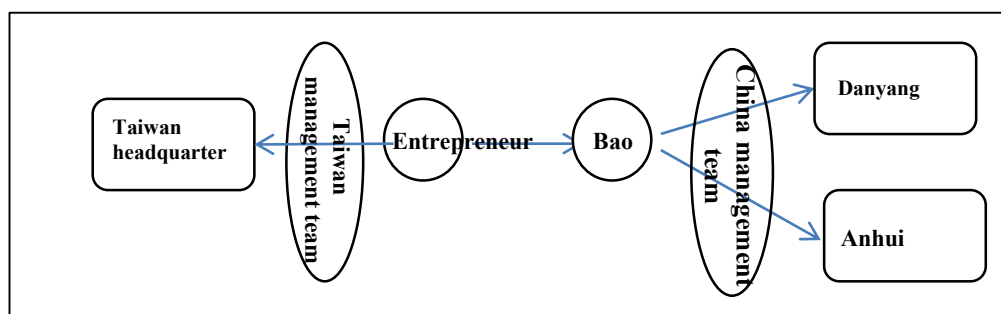 Taiwan
headquarter
Taiwan
management team
Entrepreneur
Bao
China management
team
Danyang
Anhui